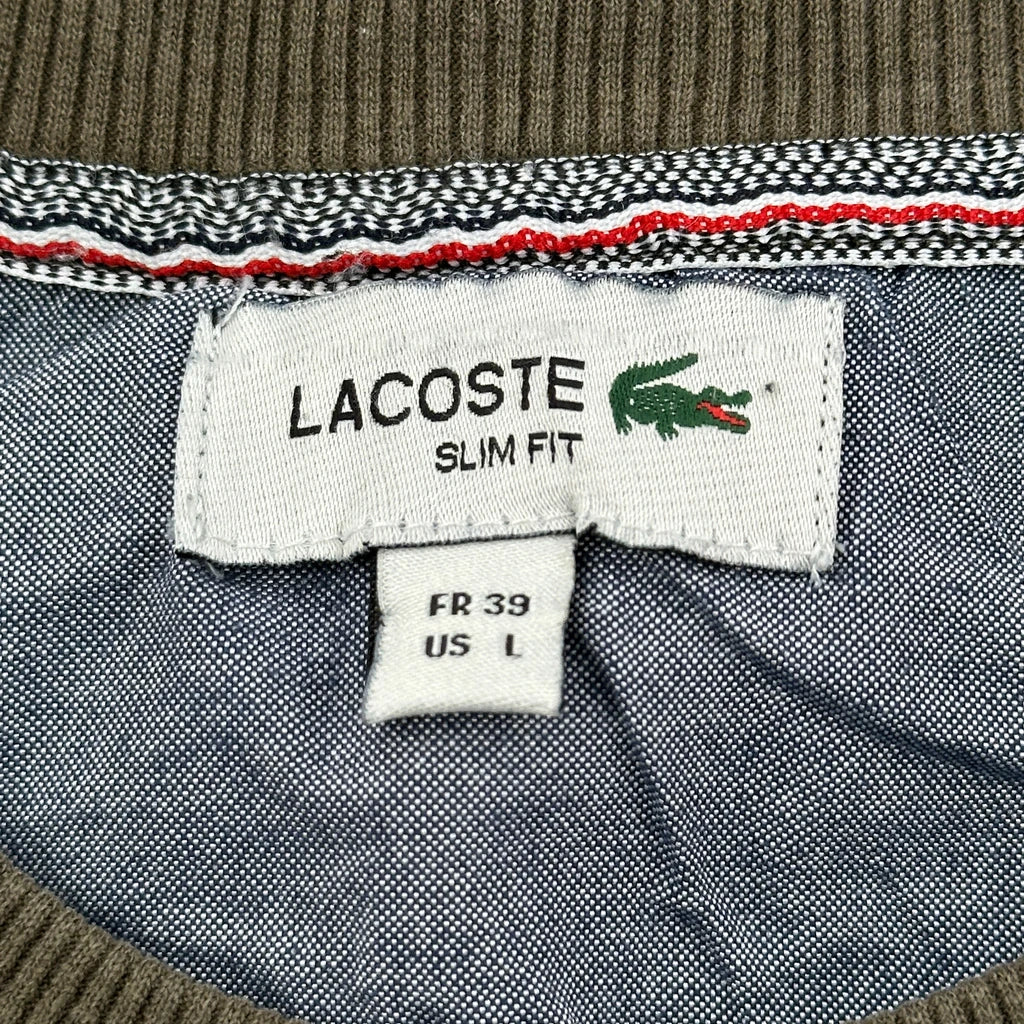 LACOSTE
SLIM FIT
FR 39
US L